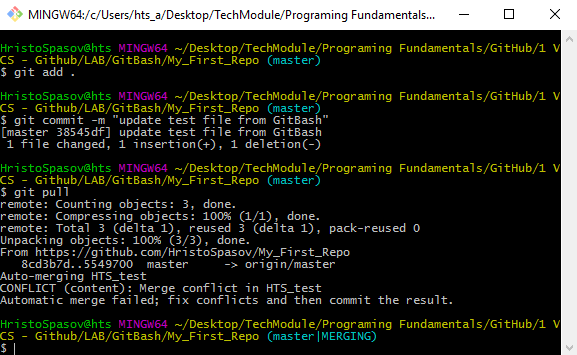 MINGW64:/c/Users/hts_a/Desktop/TechModule/Programing Fundamentals...
HristoSpasov@hts MINGW64 ~/Desktop/TechModule/Programing Fundamentals/GitHub/1 V
CS - Github/LAB/GitBash/My_First_Repo (master)
$ git add .
HristoSpasov@hts MINGW64 ~/Desktop/TechModule/Programing Fundamentals/GitHub/1 V
CS - Github/LAB/GitBash/My_First_Repo (master)
$ git commit -m "update test file from GitBash"
[master 38545df] update test file from GitBash
 1 file changed, 1 insertion(+), 1 deletion(-)
HristoSpasov@hts MINGW64 ~/Desktop/TechModule/Programing Fundamentals/GitHub/1 V
CS - Github/LAB/GitBash/My_First_Repo (master)
$ git pull
remote: Counting objects: 3, done.
remote: Compressing objects: 100% (1/1), done.
remote: Total 3 (delta 1), reused 3 (delta 1), pack-reused 0
Unpacking objects: 100% (3/3), done.
From https://github.com/HristoSpasov/My_First_Repo
   8cd3b7d..5549700  master     -> origin/master
Auto-merging HTS_test
CONFLICT (content): Merge conflict in HTS_test
Automatic merge failed; fix conflicts and then commit the result.
HristoSpasov@hts MINGW64 ~/Desktop/TechModule/Programing Fundamentals/GitHub/1 V
CS - Github/LAB/GitBash/My_First_Repo (master|MERGING)
$